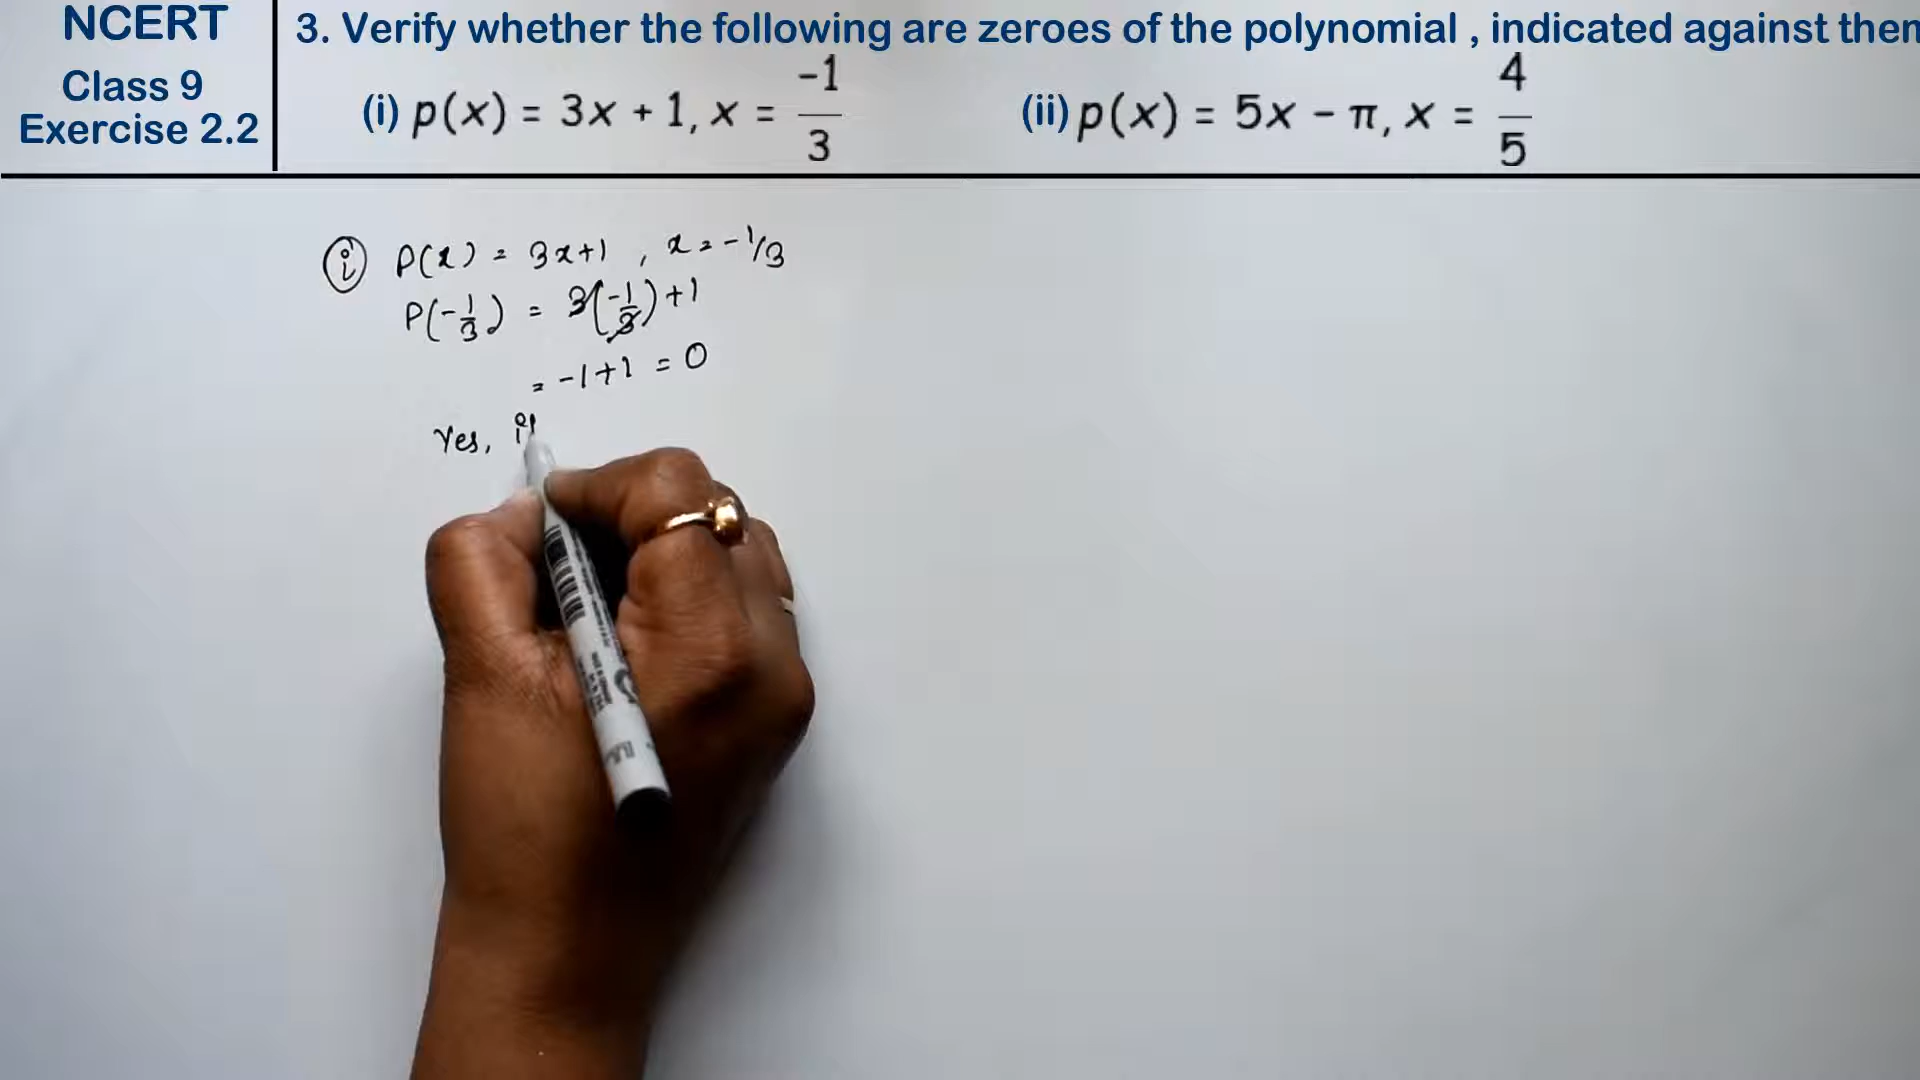 NCERT
Class 9
Exercise 2.2
3. Verify whether the following are zeroes of the polynomial , indicated against them
(i) p(x) = 3x + 1, x = -1/3
(ii) p(x) = 5x - π, x = 4/5
(i) P(x) = 3x+1 , x = -1/3
P(-1/3) = 3(-1/3)+1
= -1+1 = 0
Yes,